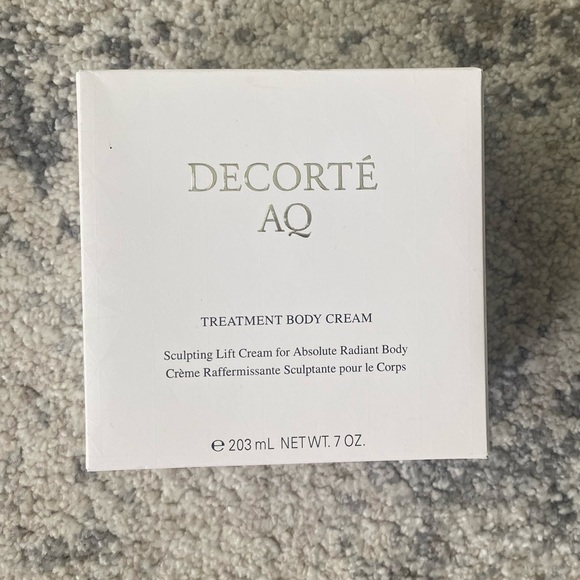 DECORTÉ
AQ
TREATMENT BODY CREAM
Sculpting Lift Cream for Absolute Radiant Body
Crème Raffermissante Sculptante pour le Corps
℮ 203 mL NET WT. 7 OZ.